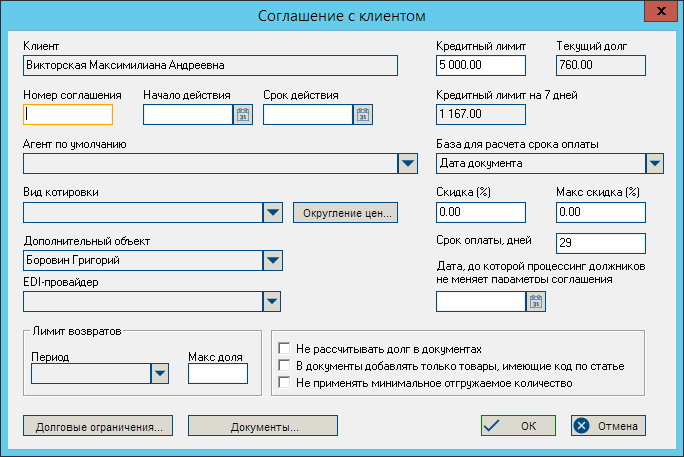 Соглашение с клиентом
Клиент
Викторская Максимилиана Андреевна
Кредитный лимит
Текущий долг
5 000.00
760.00
Номер соглашения
Начало действия
Срок действия
31
31
Кредитный лимит на 7 дней
1 167.00
Агент по умолчанию
База для расчета срока оплаты
Дата документа
Вид котировки
Округление цен...
Скидка (%)
Макс скидка (%)
0.00
0.00
Дополнительный объект
Боровин Григорий
Срок оплаты, дней
29
EDI-провайдер
Дата, до которой процессинг должников
не меняет параметры соглашения
31
Лимит возвратов
Период
Макс доля
Не рассчитывать долг в документах
В документы добавлять только товары, имеющие код по статье
Не применять минимальное отгружаемое количество
Долговые ограничения...
Документы...
OK
Отмена